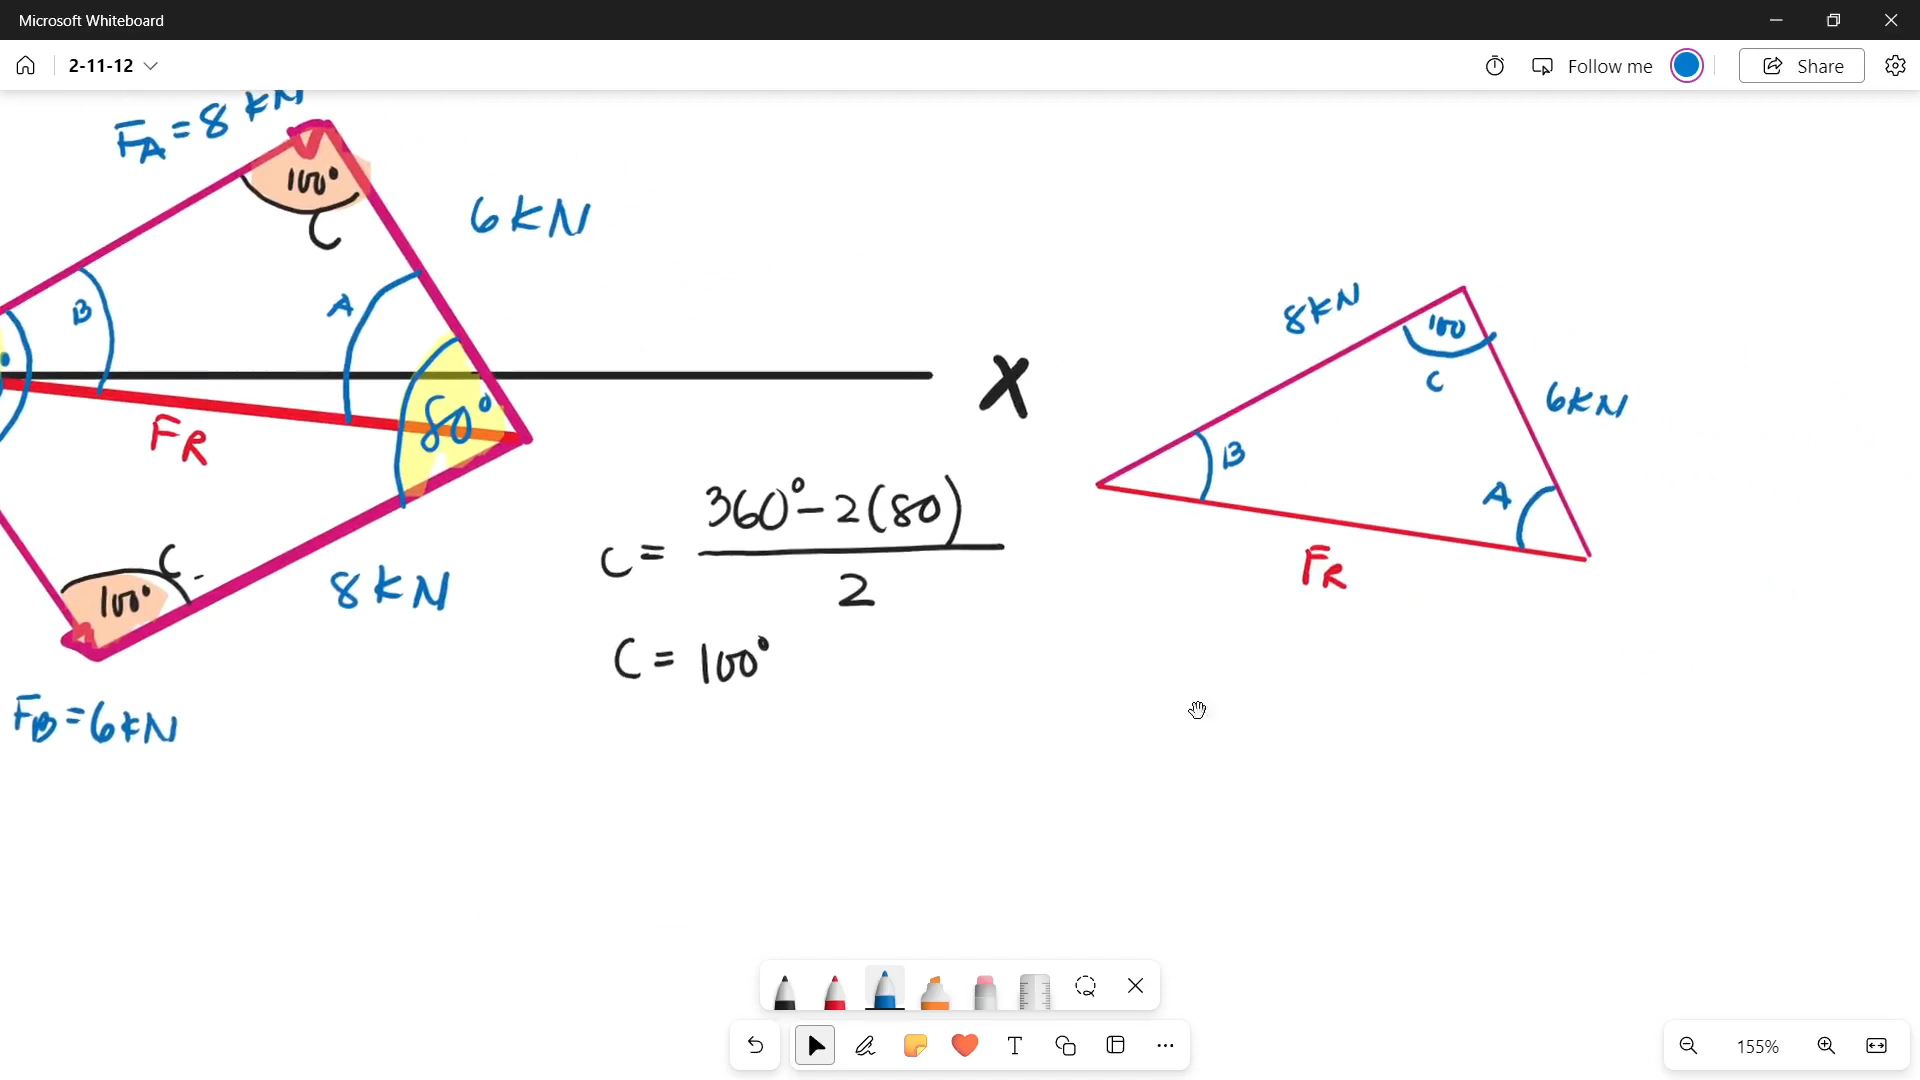 Microsoft Whiteboard
2-11-12
Follow me
Share
FA = 8 kN
100°
C
6 kN
B
A
80°
FR
X
C
100°
8 kN
FB = 6 kN
C = 360° - 2(80)
2
C = 100°
8 kN
100
C
6 kN
B
A
FR
T
155%